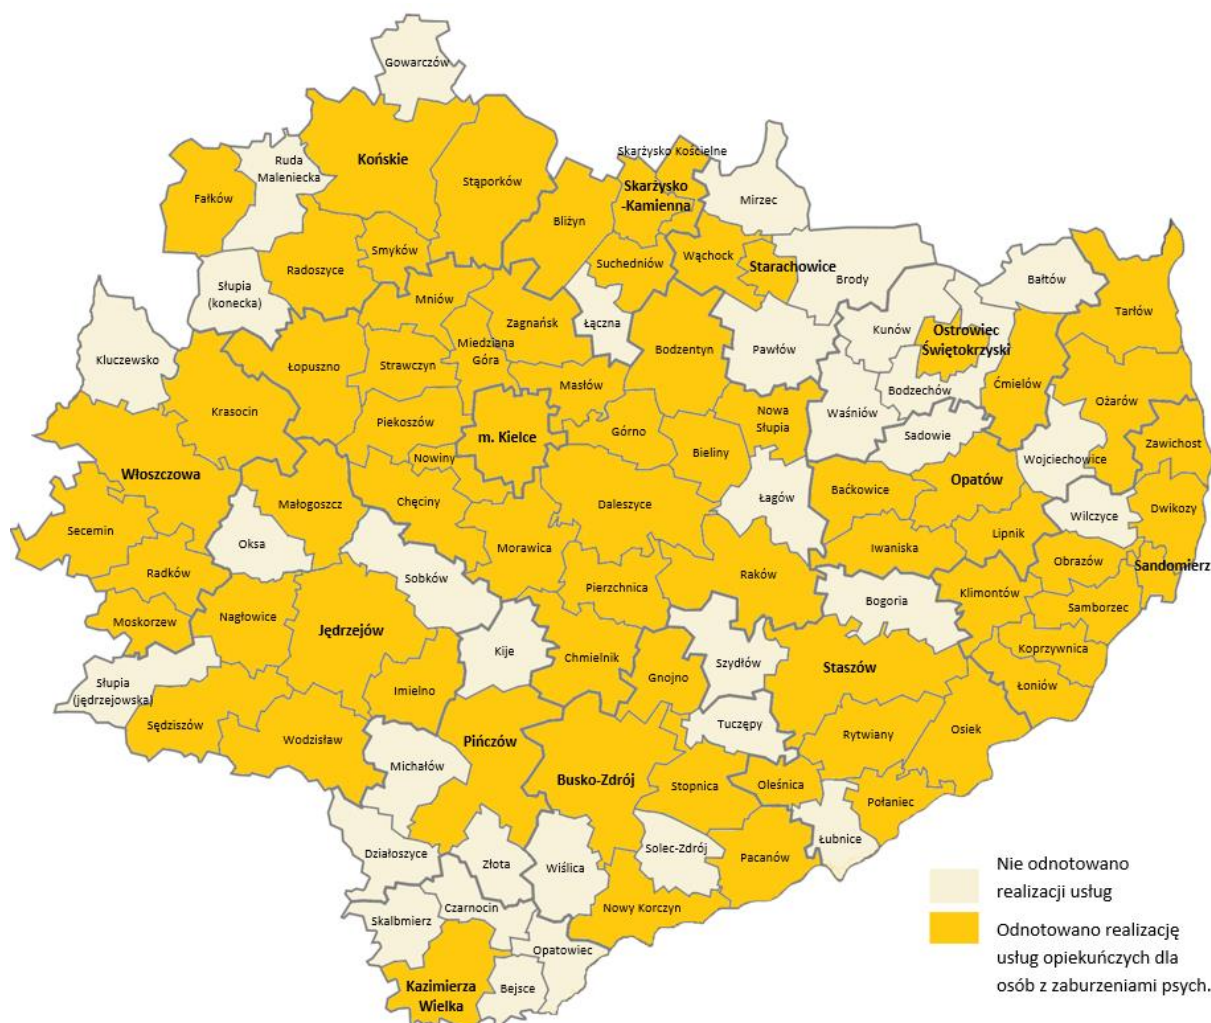 Gowarczów
Skarżysko Kościelne
Ruda
Maleniecka
Końskie
Stąporków
Skarżysko
-Kamienna
Mirzec
Fałków
Bliżyn
Smyków
Radoszyce
Suchedniów
Wąchock
Starachowice
Brody
Bałtów
Słupia
(konecka)
Mniów
Zagnańsk
Łączna
Tarłów
Kluczewsko
Łopuszno
Strawczyn
Miedziana
Góra
Bodzentyn
Pawłów
Kunów
Ostrowiec
Świętokrzyski
Masłów
Bodzechów
Ćmielów
Ożarów
Krasocin
Piekoszów
m. Kielce
Górno
Nowa
Słupia
Waśniów
Sadowie
Zawichost
Nowiny
Bieliny
Wojciechowice
Włoszczowa
Małogoszcz
Chęciny
Daleszyce
Łagów
Baćkowice
Opatów
Dwikozy
Secemin
Oksa
Morawica
Iwaniska
Lipnik
Wilczyce
Radków
Sobków
Pierzchnica
Raków
Obrazów
Sandomierz
Moskorzew
Nagłowice
Jędrzejów
Bogoria
Klimontów
Samborzec
Kije
Chmielnik
Gnojno
Szydłów
Staszów
Koprzywnica
Słupia
(jędrzejowska)
Imielno
Łoniów
Sędziszów
Wodzisław
Pińczów
Tuczępy
Rytwiany
Osiek
Michałów
Busko-Zdrój
Stopnica
Oleśnica
Połaniec
Działoszyce
Złota
Wiślica
Solec-Zdrój
Pacanów
Łubnice
Skalbmierz
Czarnocin
Nowy Korczyn
Opatowiec
Kazimierza
Wielka
Bejsce
Nie odnotowano
realizacji usług
Odnotowano realizację
usług opiekuńczych dla
osób z zaburzeniami psych.